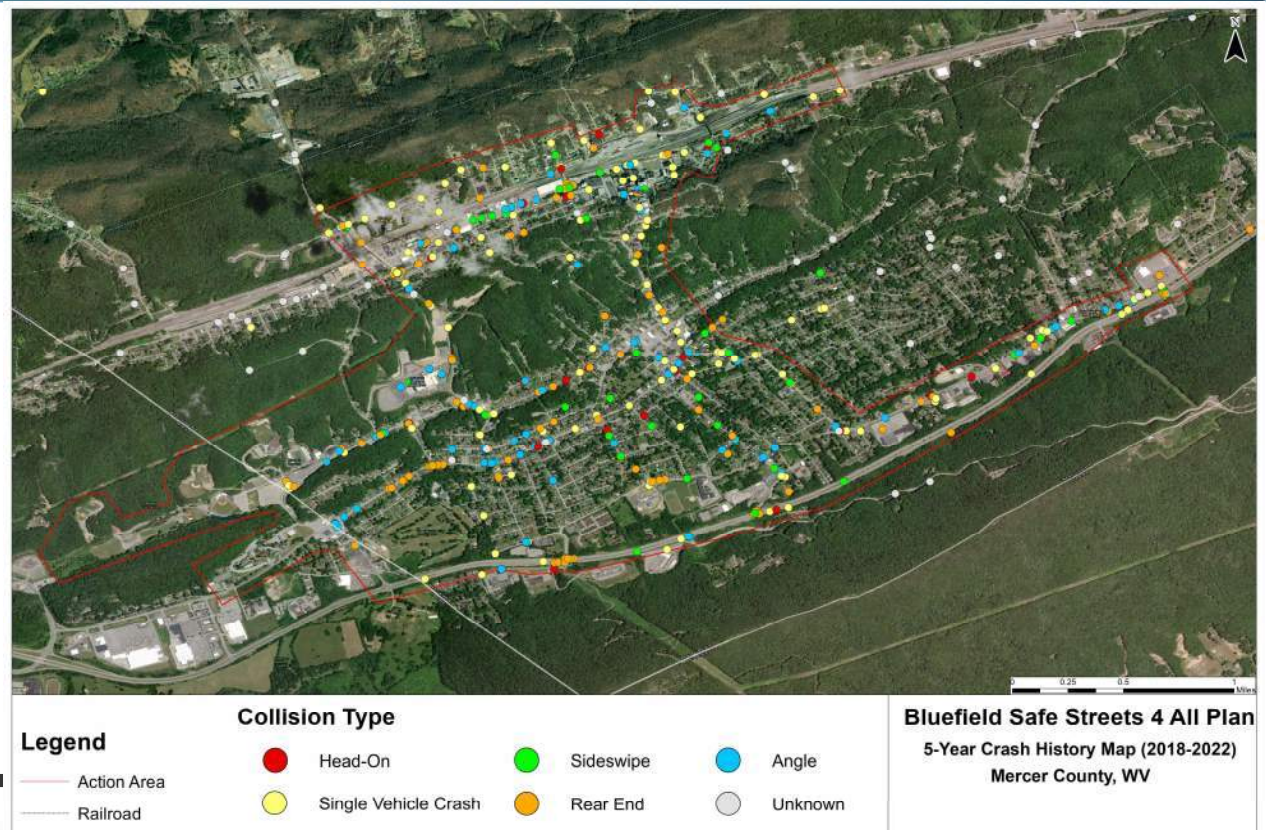 N
0 0.25 0.5 1
Miles
Legend
Action Area
Railroad
Collision Type
Head-On
Sideswipe
Angle
Single Vehicle Crash
Rear End
Unknown
Bluefield Safe Streets 4 All Plan
5-Year Crash History Map (2018-2022)
Mercer County, WV